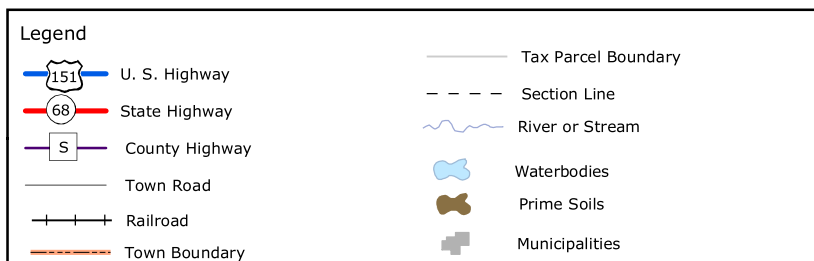 Legend
151 U. S. Highway
68 State Highway
S County Highway
Town Road
Railroad
Town Boundary
Tax Parcel Boundary
Section Line
River or Stream
Waterbodies
Prime Soils
Municipalities